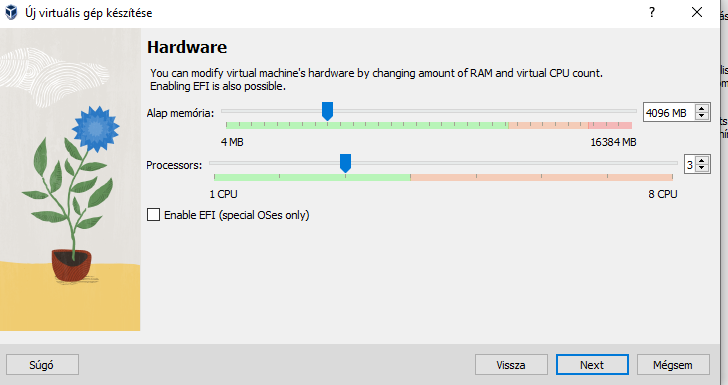 Új virtuális gép készítése
Hardware
You can modify virtual machine's hardware by changing amount of RAM and virtual CPU count.
Enabling EFI is also possible.
Alap memória:
4096 MB
4 MB
16384 MB
Processors:
3
1 CPU
8 CPU
Enable EFI (special OSes only)
Súgó
Vissza
Next
Mégsem